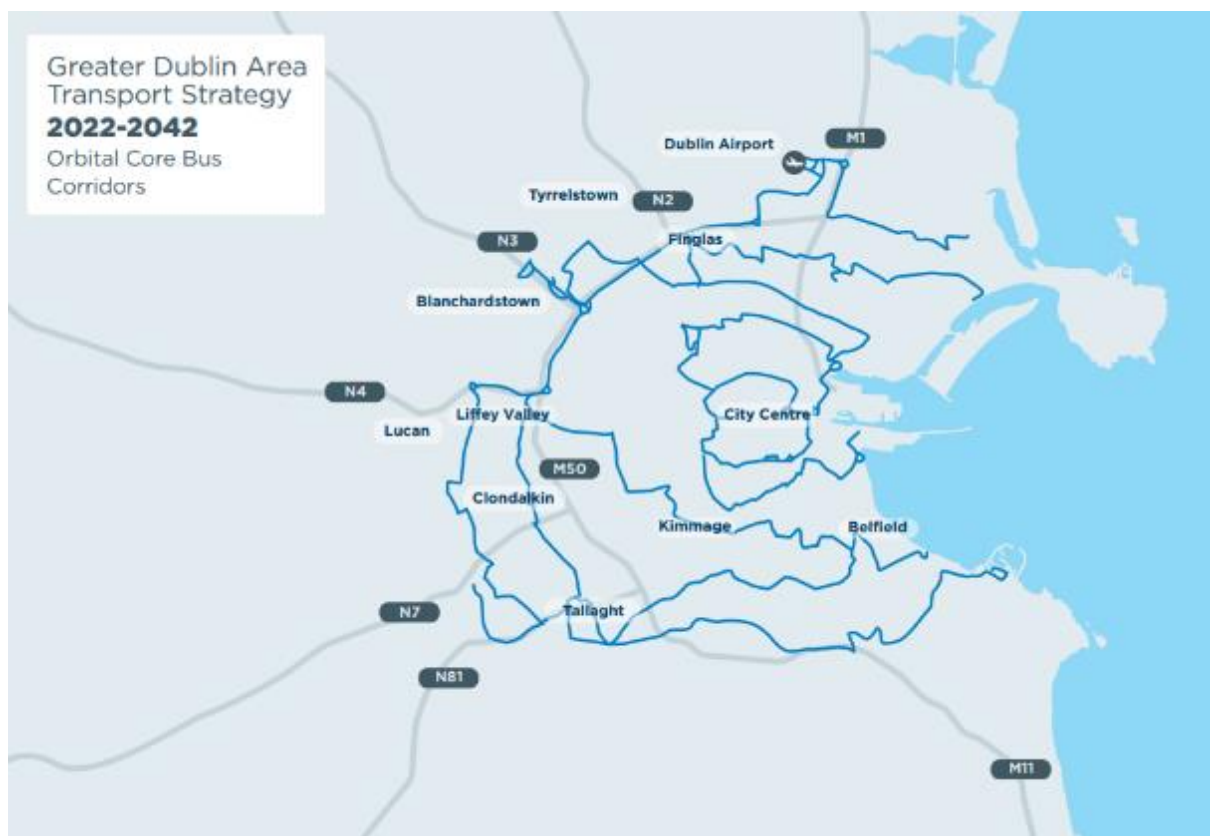 Greater Dublin Area
Transport Strategy
2022-2042
Orbital Core Bus
Corridors
Dublin Airport
M1
Tyrrelstown
N2
N3
Finglas
Blanchardstown
N4
Liffey Valley
City Centre
Lucan
M50
Clondalkin
Kimmage
Belfield
N7
Tallaght
N81
M11